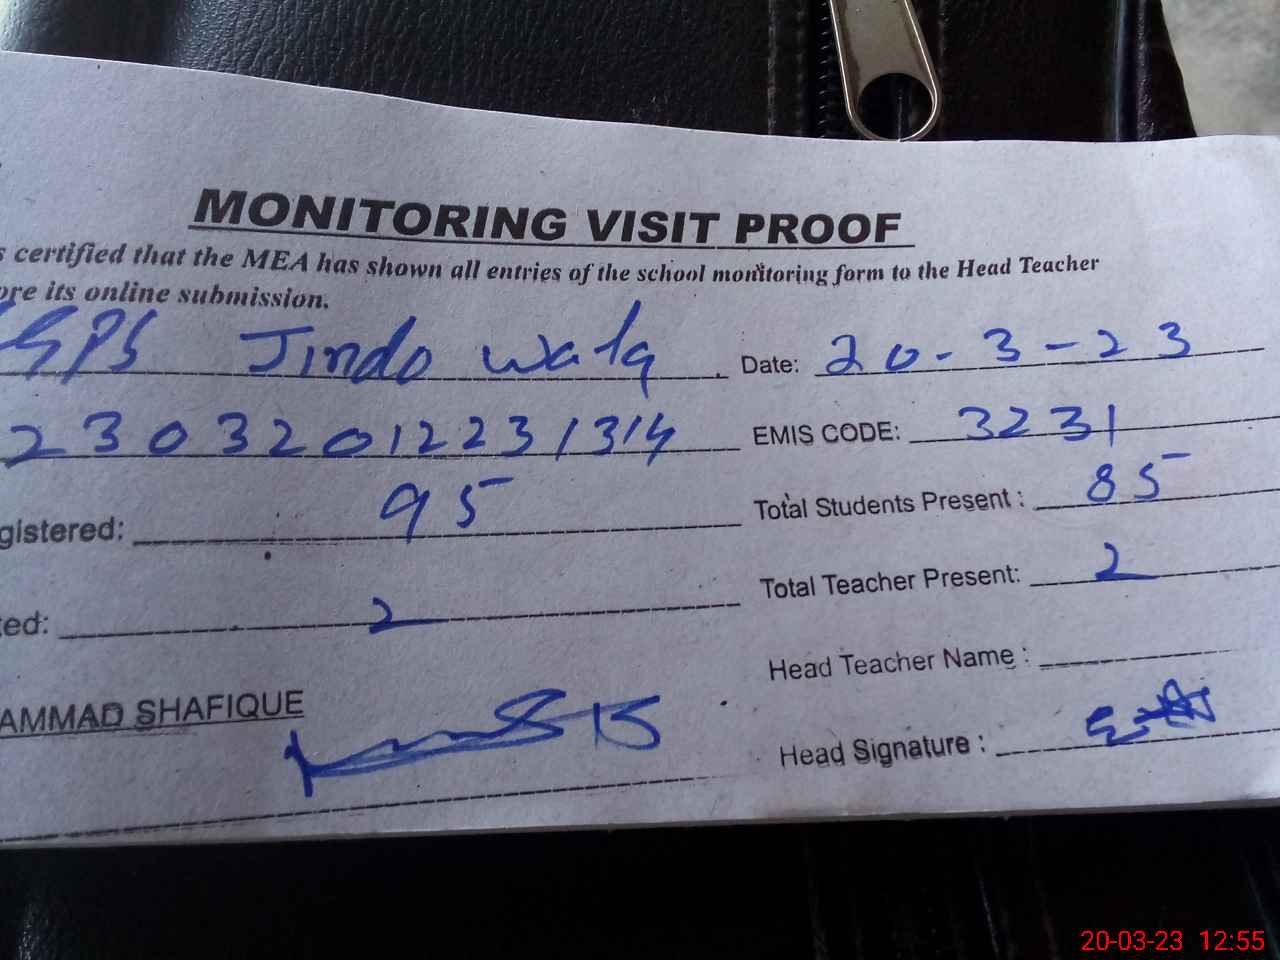 MONITORING VISIT PROOF
s certified that the MEA has shown all entries of the school monitoring form to the Head Teacher
ore its online submission.
GPS Jindo wala Date: 20-3-23
23032012231314 EMIS CODE: 3231
gistered: 95 Total Students Present : 85
ted: 2 Total Teacher Present: 2
Head Teacher Name :
AMMAD SHAFIQUE
Head Signature :
20-03-23 12:55